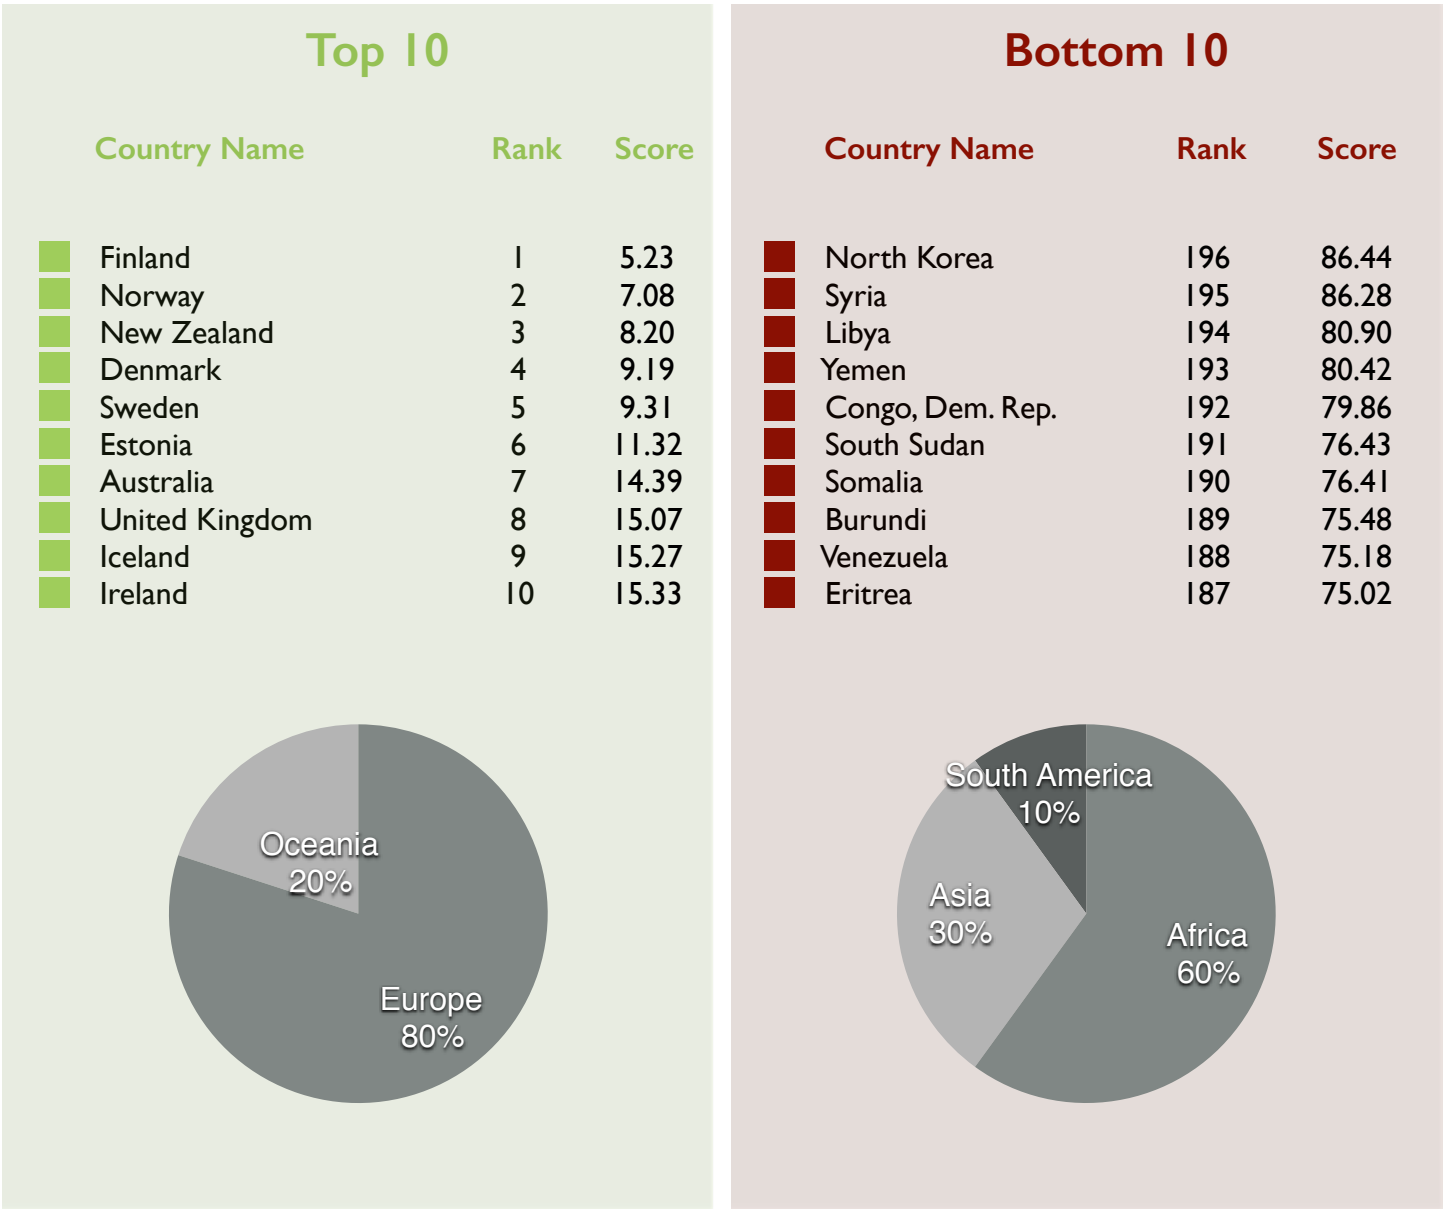 Top 10
Country Name Rank Score
Finland 1 5.23
Norway 2 7.08
New Zealand 3 8.20
Denmark 4 9.19
Sweden 5 9.31
Estonia 6 11.32
Australia 7 14.39
United Kingdom 8 15.07
Iceland 9 15.27
Ireland 10 15.33
Oceania
20%
Europe
80%
Bottom 10
Country Name Rank Score
North Korea 196 86.44
Syria 195 86.28
Libya 194 80.90
Yemen 193 80.42
Congo, Dem. Rep. 192 79.86
South Sudan 191 76.43
Somalia 190 76.41
Burundi 189 75.48
Venezuela 188 75.18
Eritrea 187 75.02
South America
10%
Asia
30%
Africa
60%